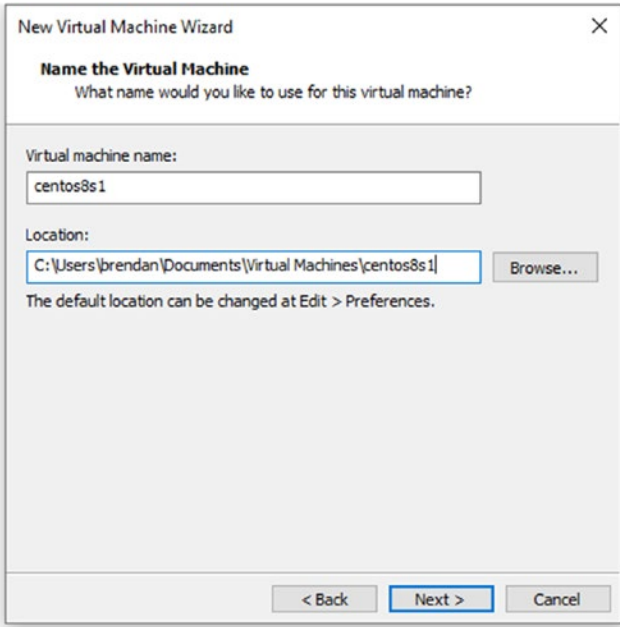 New Virtual Machine Wizard
Name the Virtual Machine
What name would you like to use for this virtual machine?
Virtual machine name:
centos8s1
Location:
C:\Users\brendan\Documents\Virtual Machines\centos8s1
Browse...
The default location can be changed at Edit > Preferences.
< Back Next > Cancel